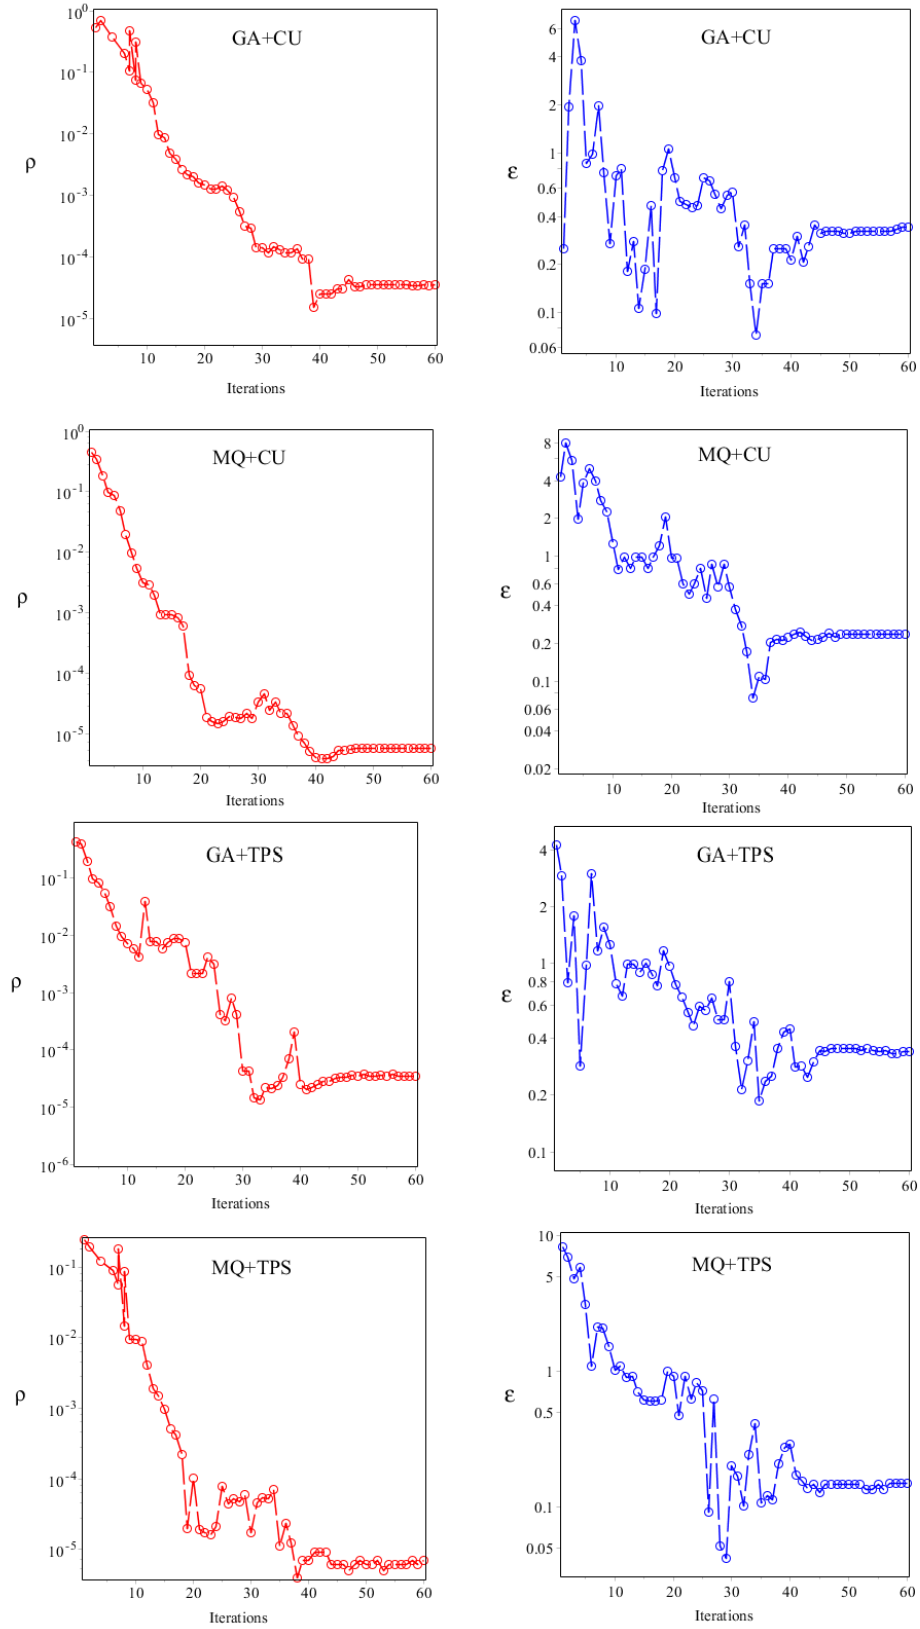 GA+CU
10^0
10^-1
10^-2
10^-3
10^-4
10^-5
ρ
10 20 30 40 50 60
Iterations
GA+CU
6
4
2
1
0.6
0.4
0.2
0.1
0.06
ε
10 20 30 40 50 60
Iterations
MQ+CU
10^0
10^-1
10^-2
10^-3
10^-4
10^-5
ρ
10 20 30 40 50 60
Iterations
MQ+CU
8
4
2
1
0.6
0.4
0.2
0.1
0.06
0.04
0.02
ε
10 20 30 40 50 60
Iterations
GA+TPS
10^-1
10^-2
10^-3
10^-4
10^-5
10^-6
ρ
10 20 30 40 50 60
Iterations
GA+TPS
4
2
1
0.8
0.6
0.4
0.2
0.1
ε
10 20 30 40 50 60
Iterations
MQ+TPS
10^-1
10^-2
10^-3
10^-4
10^-5
ρ
10 20 30 40 50 60
Iterations
MQ+TPS
10
5
1
0.5
0.1
0.05
ε
10 20 30 40 50 60
Iterations